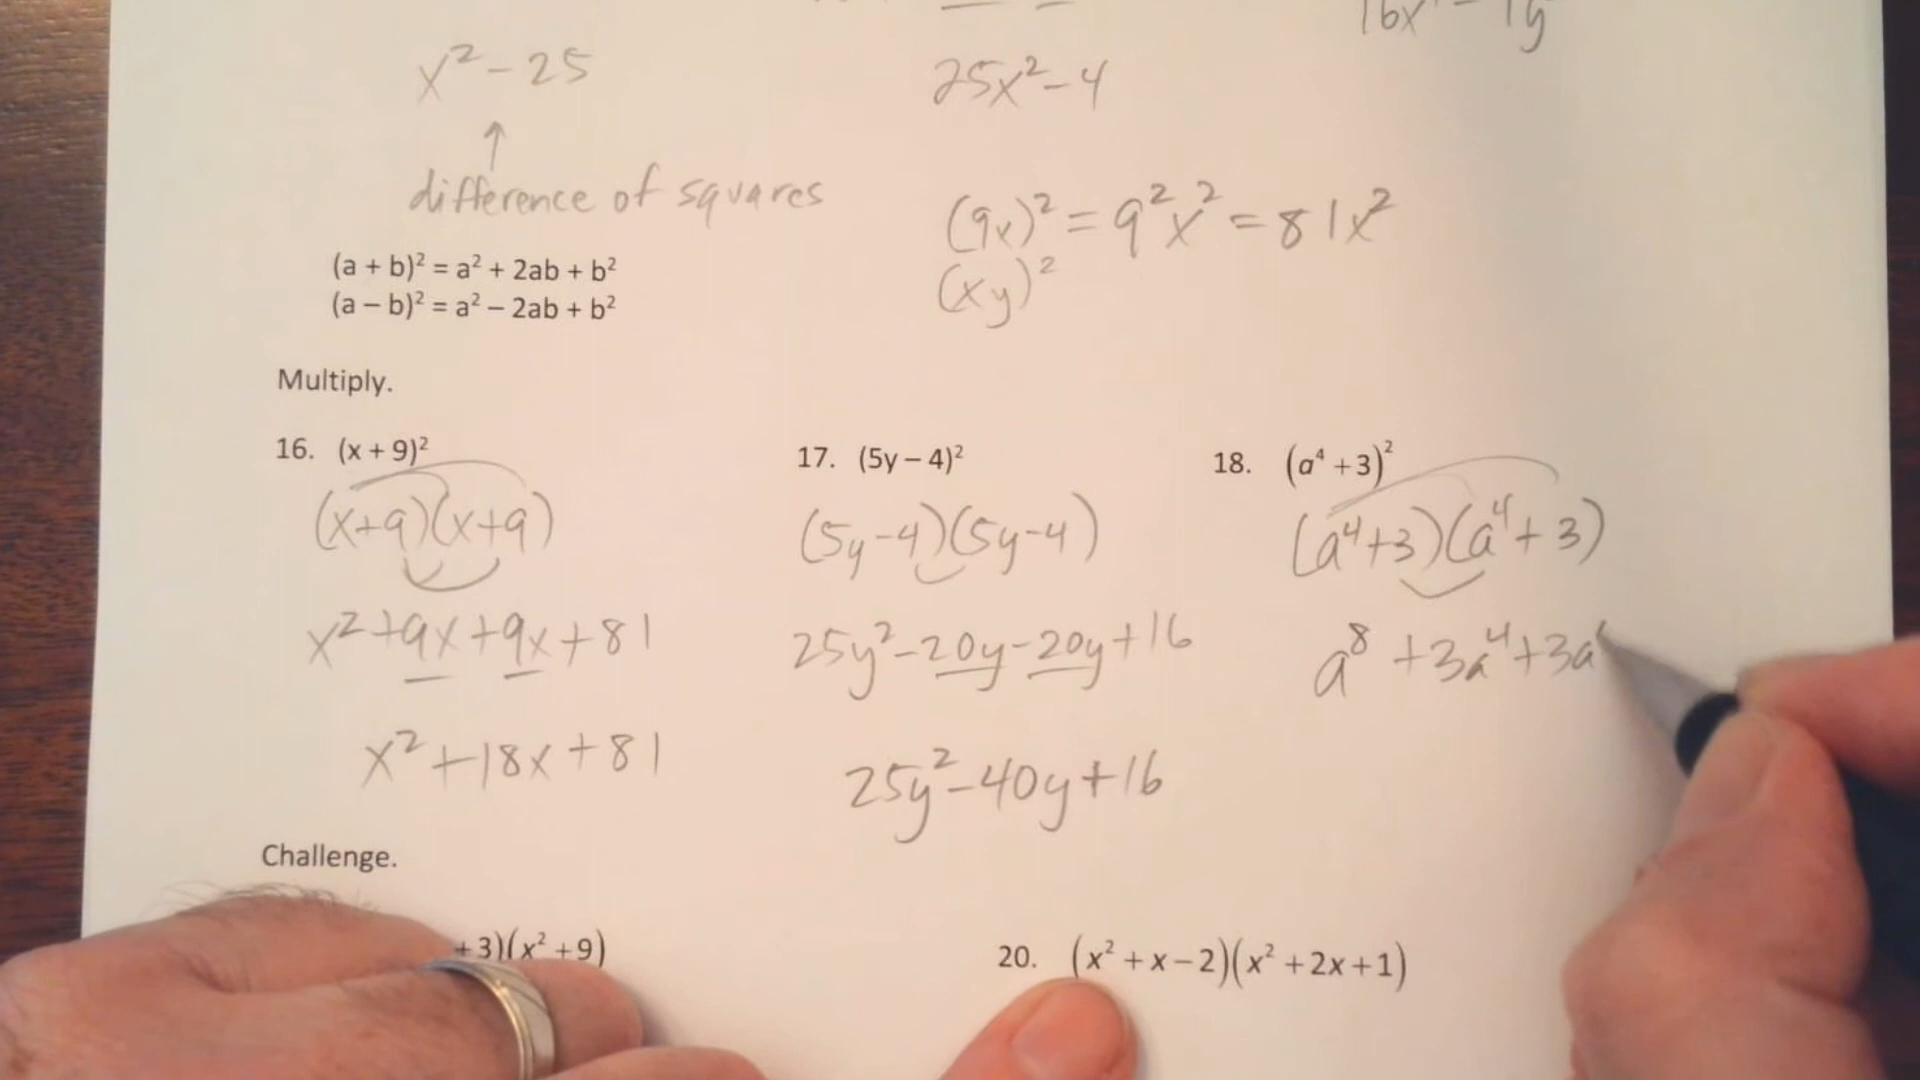 x² - 25
25x² - 4
↑
difference of squares
(9x)² = 9²x² = 81x²
(xy)²
(a + b)² = a² + 2ab + b²
(a – b)² = a² – 2ab + b²
Multiply.
16. (x + 9)²
(x+9)(x+9)
x² + 9x + 9x + 81
x² + 18x + 81
17. (5y – 4)²
(5y-4)(5y-4)
25y² - 20y - 20y + 16
25y² - 40y + 16
18. (a⁴ + 3)²
(a⁴+3)(a⁴+3)
a⁸ + 3a⁴ + 3a
Challenge.
+ 3)(x² + 9)
20. (x² + x – 2)(x² + 2x + 1)